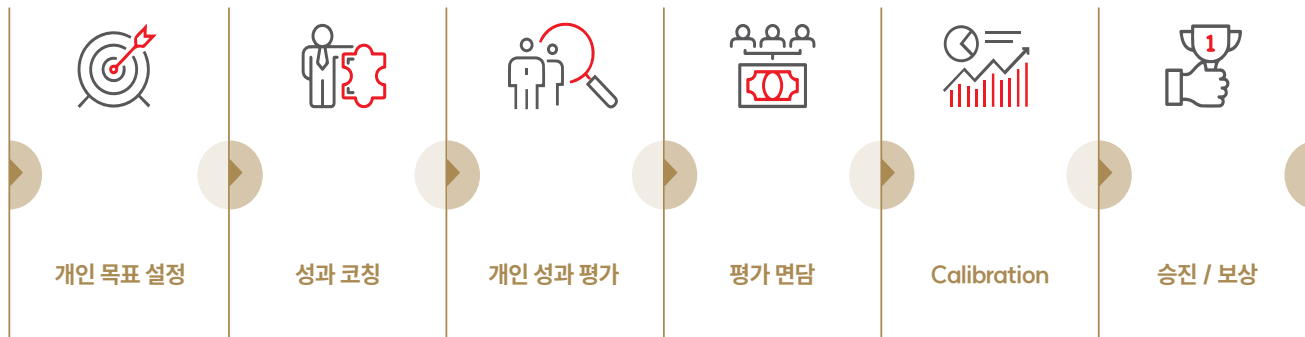 1
개인 목표 설정
성과 코칭
개인 성과 평가
평가 면담
Calibration
승진 / 보상